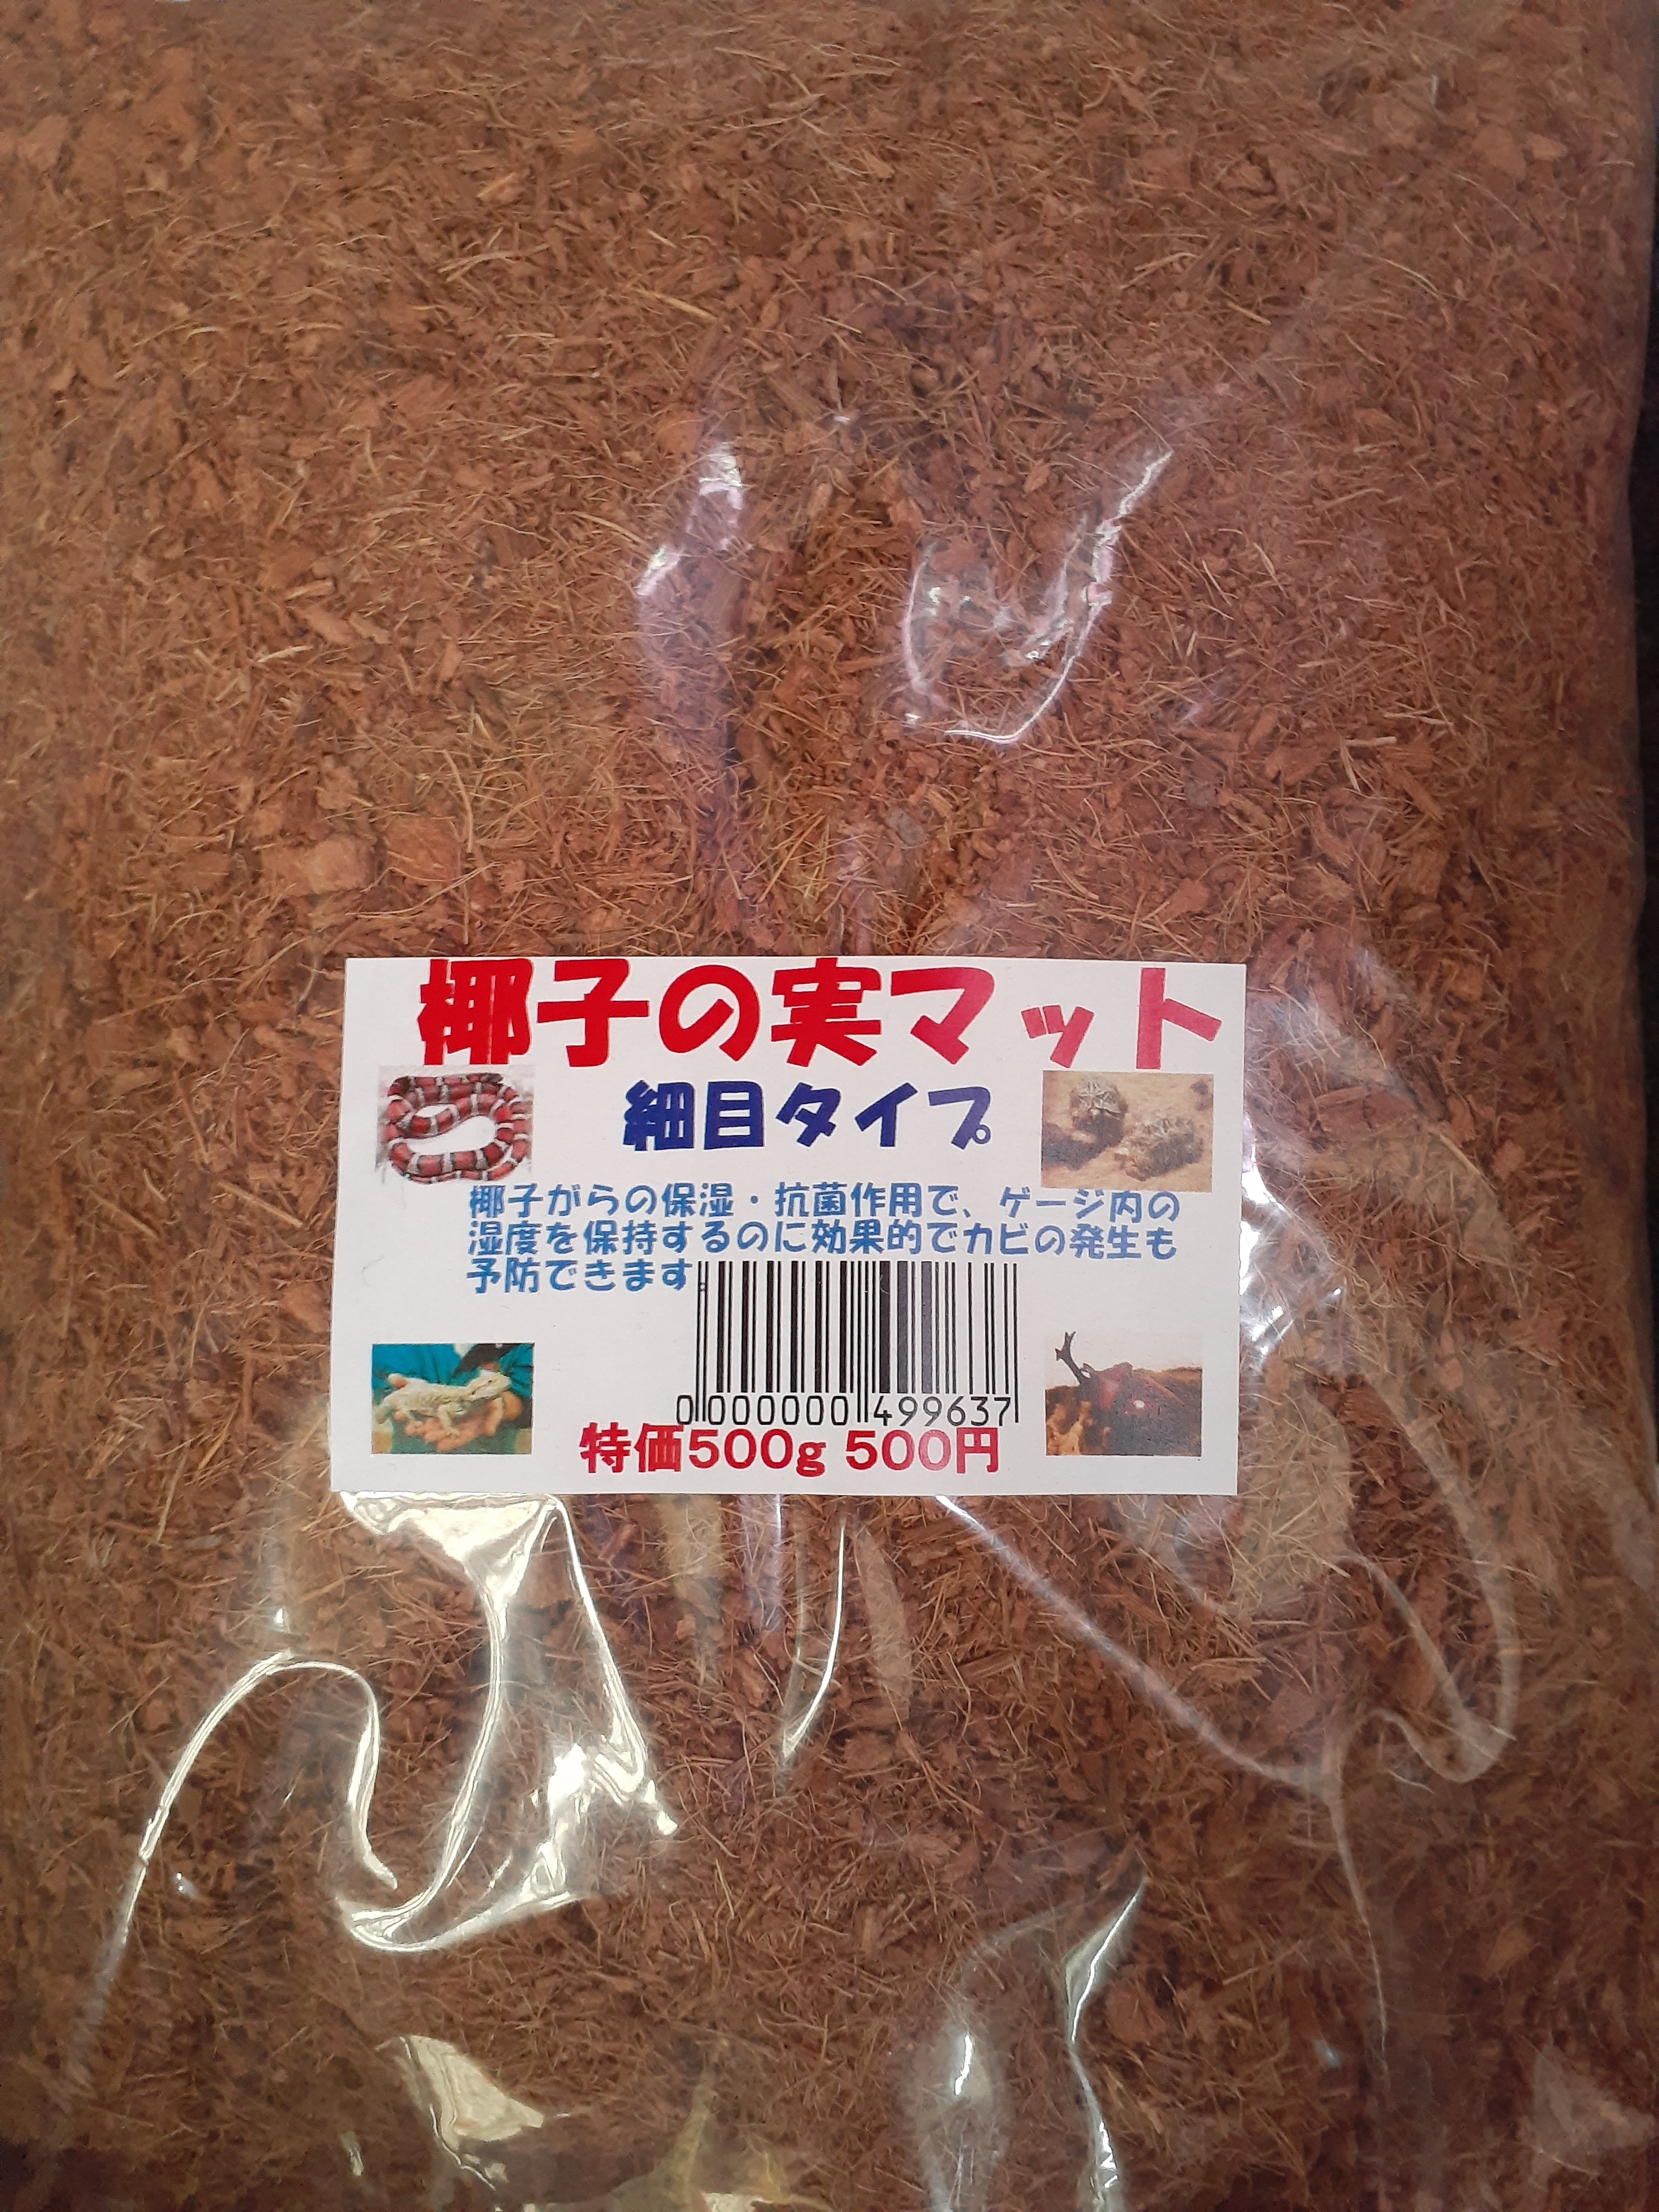 椰子の実マット
細目タイプ
椰子がらの保湿・抗菌作用で、ゲージ内の
湿度を保持するのに効果的でカビの発生も
予防できます。
0 000000 499637
特価500g 500円